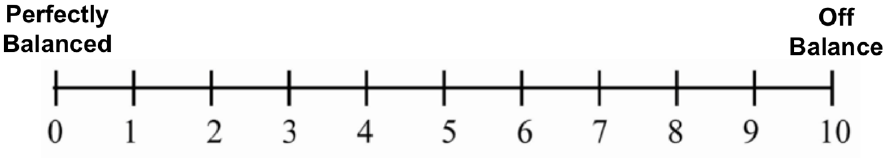 Perfectly
Balanced
Off
Balance
0 1 2 3 4 5 6 7 8 9 10